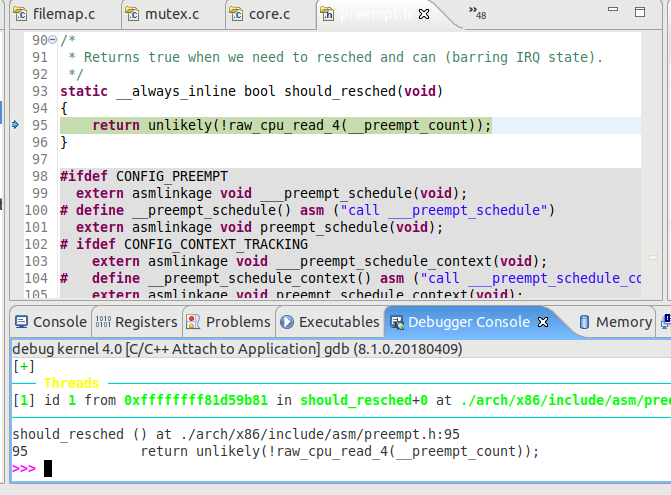 filemap.c mutex.c core.c preempt.h »48
90 /*
91 * Returns true when we need to resched and can (barring IRQ state).
92 */
93 static __always_inline bool should_resched(void)
94 {
95 return unlikely(!raw_cpu_read_4(__preempt_count));
96 }
97
98 #ifdef CONFIG_PREEMPT
99 extern asmlinkage void ___preempt_schedule(void);
100 # define __preempt_schedule() asm ("call ___preempt_schedule")
101 extern asmlinkage void preempt_schedule(void);
102 # ifdef CONFIG_CONTEXT_TRACKING
103 extern asmlinkage void ___preempt_schedule_context(void);
104 # define __preempt_schedule_context() asm ("call ___preempt_schedule_co
105 extern asmlinkage void preempt_schedule_context(void);
Console Registers Problems Executables Debugger Console Memory
debug kernel 4.0 [C/C++ Attach to Application] gdb (8.1.0.20180409)
[+]
Threads
[1] id 1 from 0xffffffff81d59b81 in should_resched+0 at ./arch/x86/include/asm/pree
should_resched () at ./arch/x86/include/asm/preempt.h:95
95 return unlikely(!raw_cpu_read_4(__preempt_count));
>>>